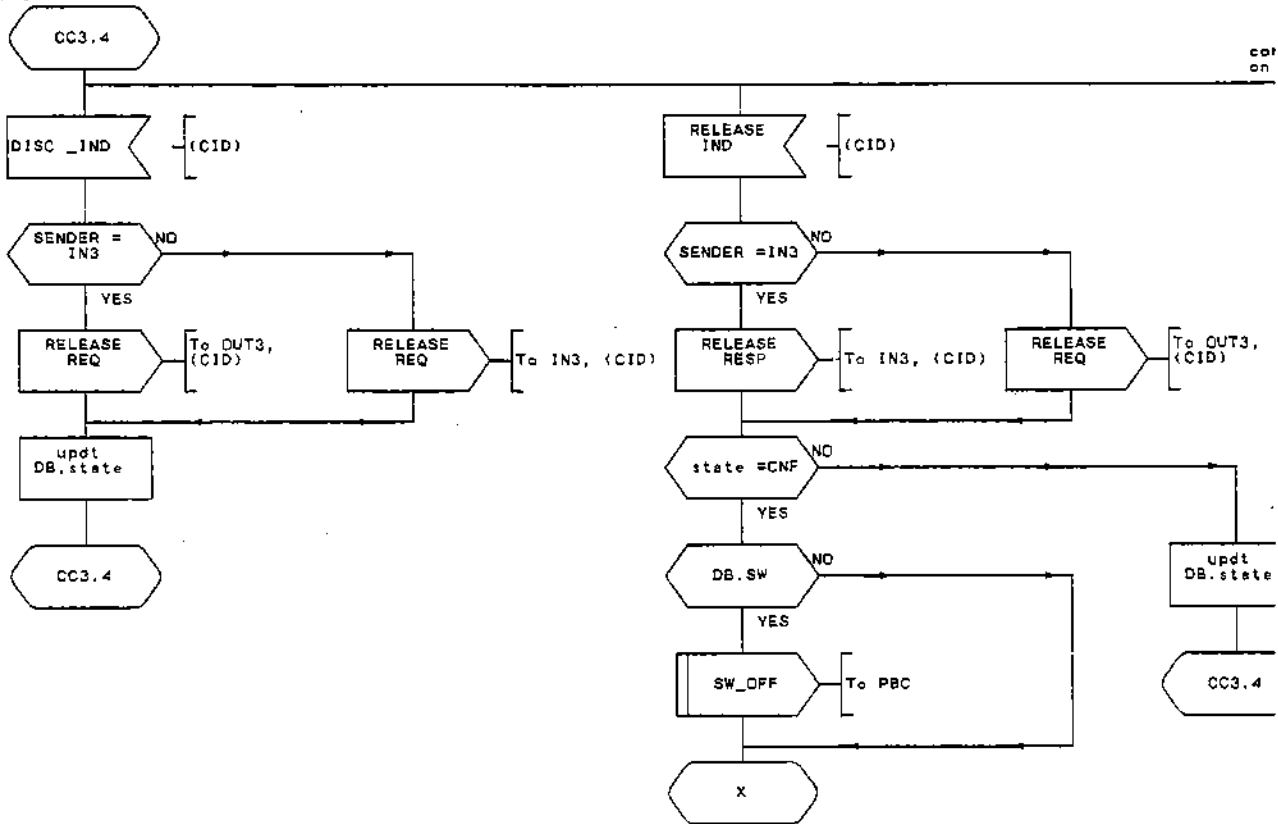 CC3.4
on
DISC _IND
(CID)
RELEASE
IND
(CID)
SENDER =
IN3
NO
YES
SENDER =IN3
NO
YES
RELEASE
REQ
To OUT3,
(CID)
RELEASE
REQ
To IN3, (CID)
RELEASE
RESP
To IN3, (CID)
RELEASE
REQ
To OUT3,
(CID)
updt
DB.state
state =CNF
NO
YES
CC3.4
DB.SW
NO
YES
updt
DB.state
SW_OFF
To PBC
CC3.4
X